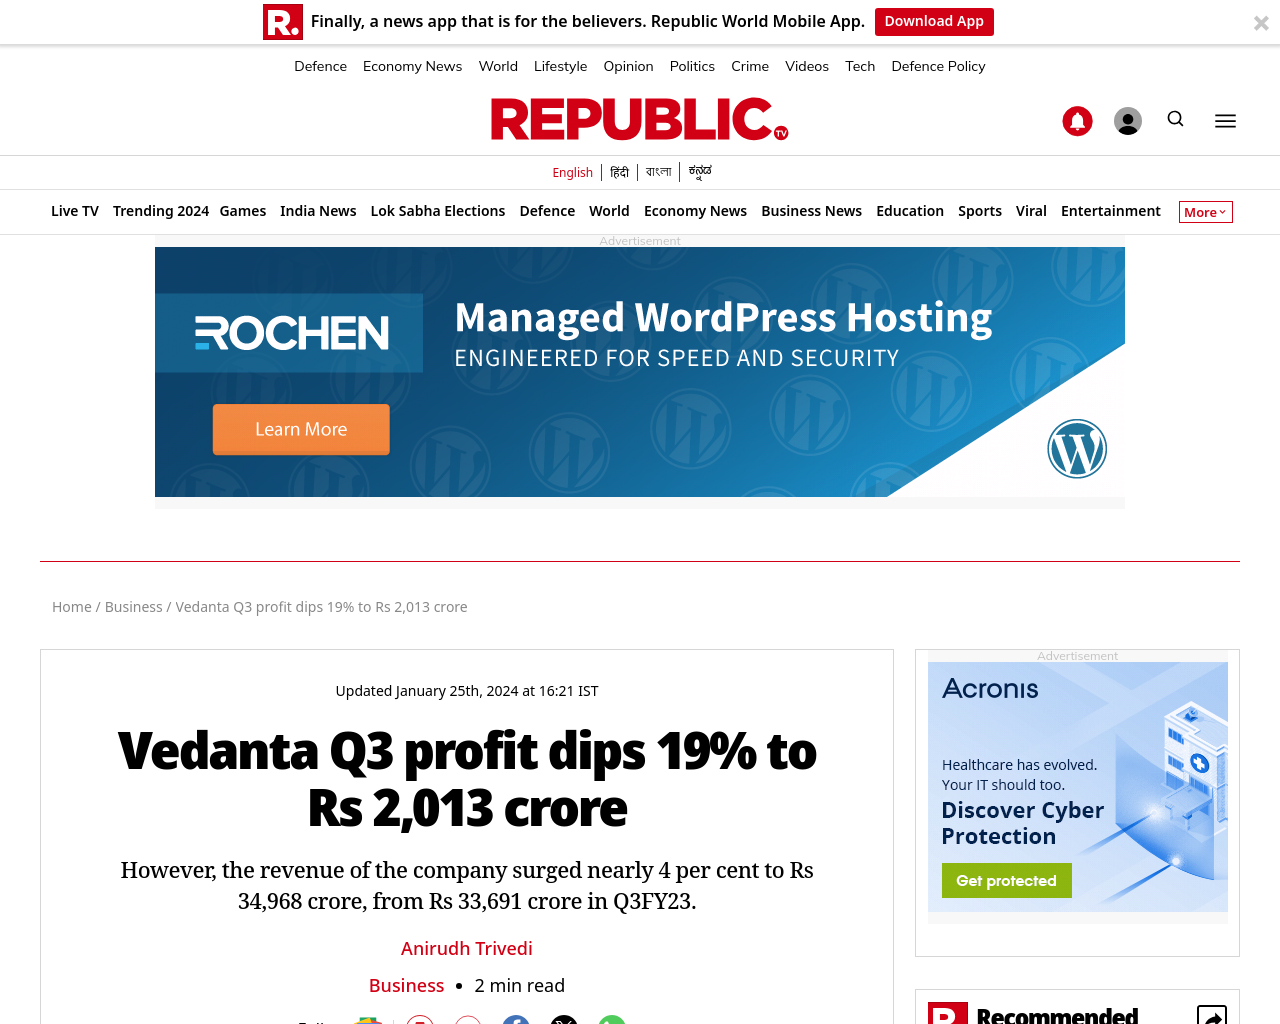 R.
Finally, a news app that is for the believers. Republic World Mobile App.
Download App
Defence Economy News World Lifestyle Opinion Politics Crime Videos Tech Defence Policy
REPUBLIC TV
English हिंदी বাংলা ಕನ್ನಡ
Live TV Trending 2024 Games India News Lok Sabha Elections Defence World Economy News Business News Education Sports Viral Entertainment More
Advertisement
ROCHEN
Managed WordPress Hosting
ENGINEERED FOR SPEED AND SECURITY
Learn More
Home / Business / Vedanta Q3 profit dips 19% to Rs 2,013 crore
Updated January 25th, 2024 at 16:21 IST
Vedanta Q3 profit dips 19% to
Rs 2,013 crore
However, the revenue of the company surged nearly 4 per cent to Rs
34,968 crore, from Rs 33,691 crore in Q3FY23.
Anirudh Trivedi
Business • 2 min read
Advertisement
Acronis
Healthcare has evolved.
Your IT should too.
Discover Cyber
Protection
Get protected
R
Recommended